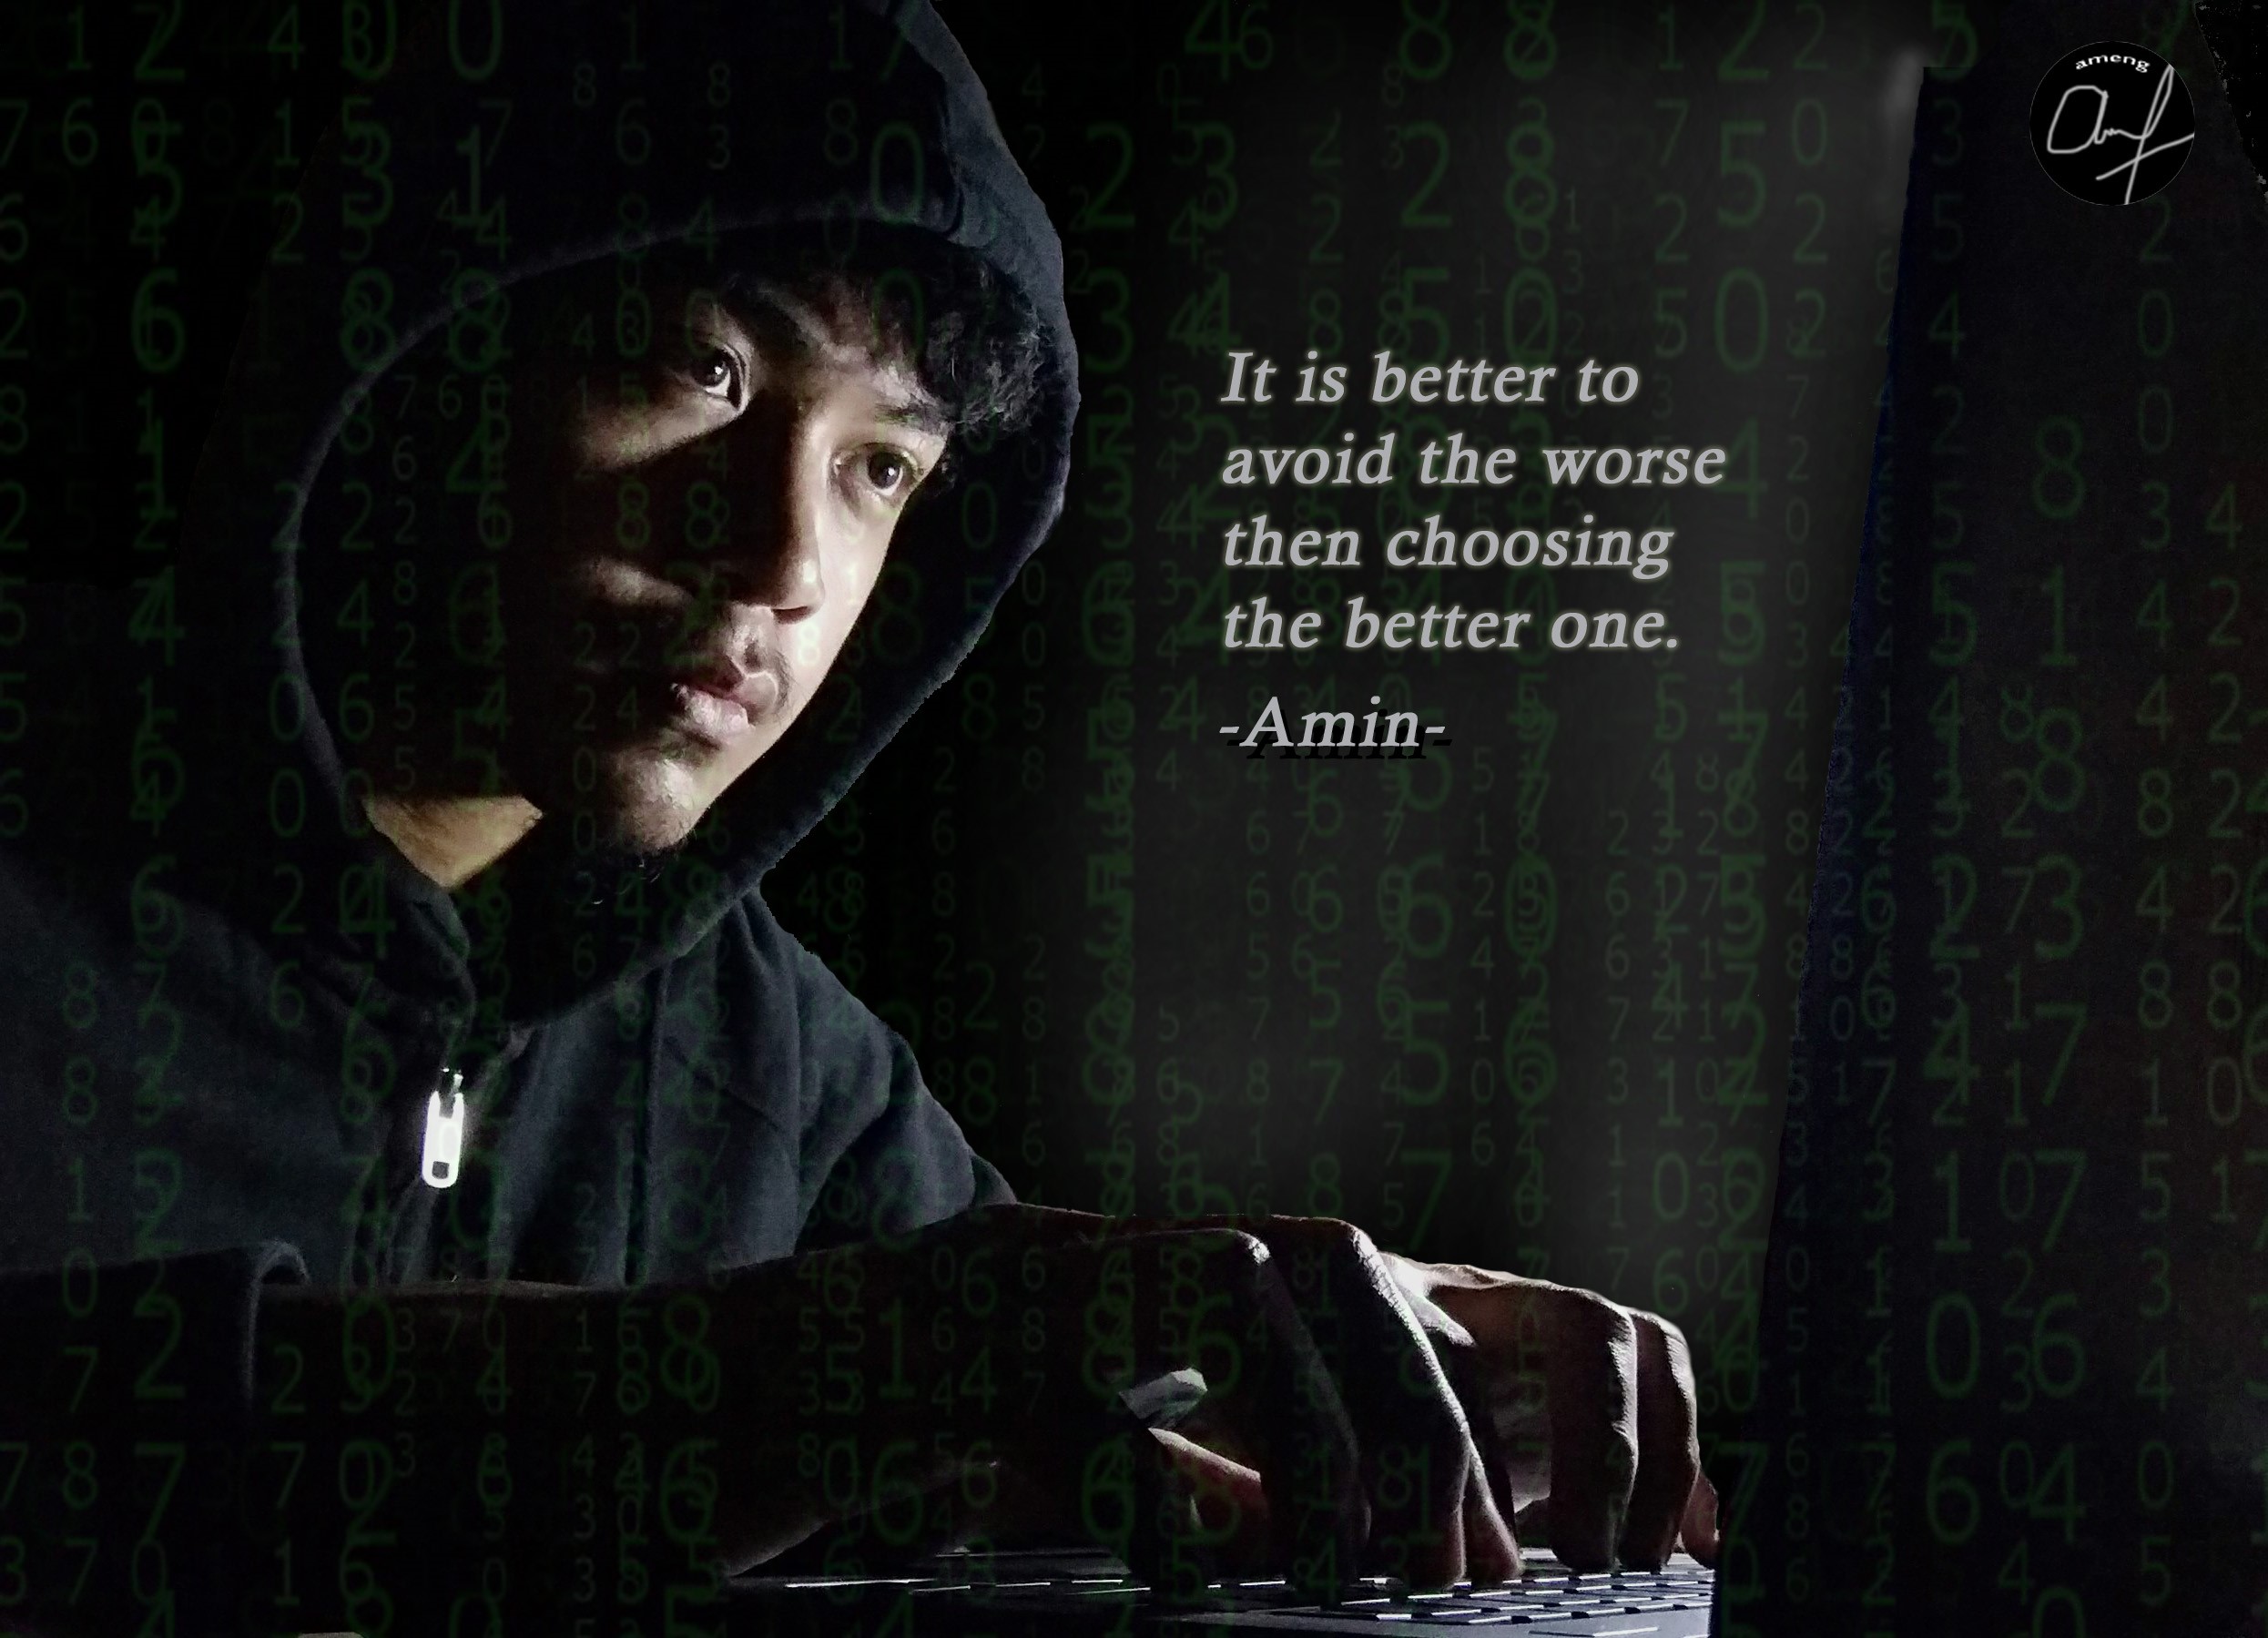 ameng
It is better to
avoid the worse
then choosing
the better one.
-Amin-